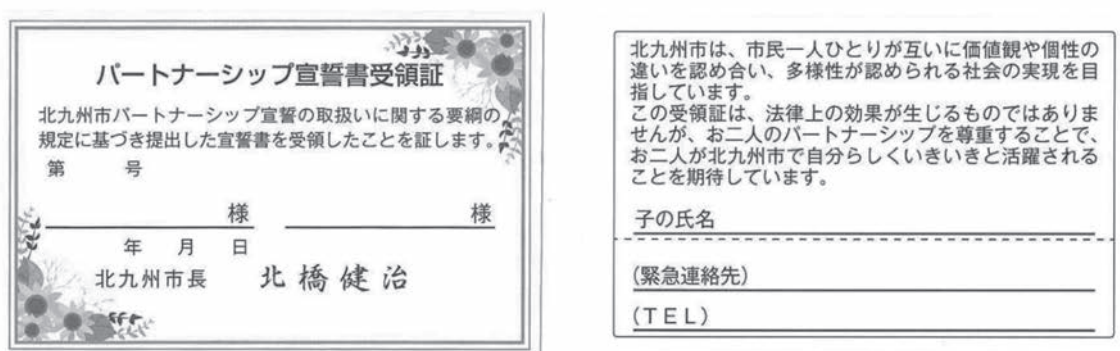 パートナーシップ宣誓書受領証
北九州市パートナーシップ宣誓の取扱いに関する要綱の
規定に基づき提出した宣誓書を受領したことを証します。
第　　　号
様　　　様
年　月　日
北九州市長　北橋健治
北九州市は、市民一人ひとりが互いに価値観や個性の
違いを認め合い、多様性が認められる社会の実現を目
指しています。
この受領証は、法律上の効果が生じるものではありま
せんが、お二人のパートナーシップを尊重することで、
お二人が北九州市で自分らしくいきいきと活躍される
ことを期待しています。
子の氏名
(緊急連絡先)
(TEL)